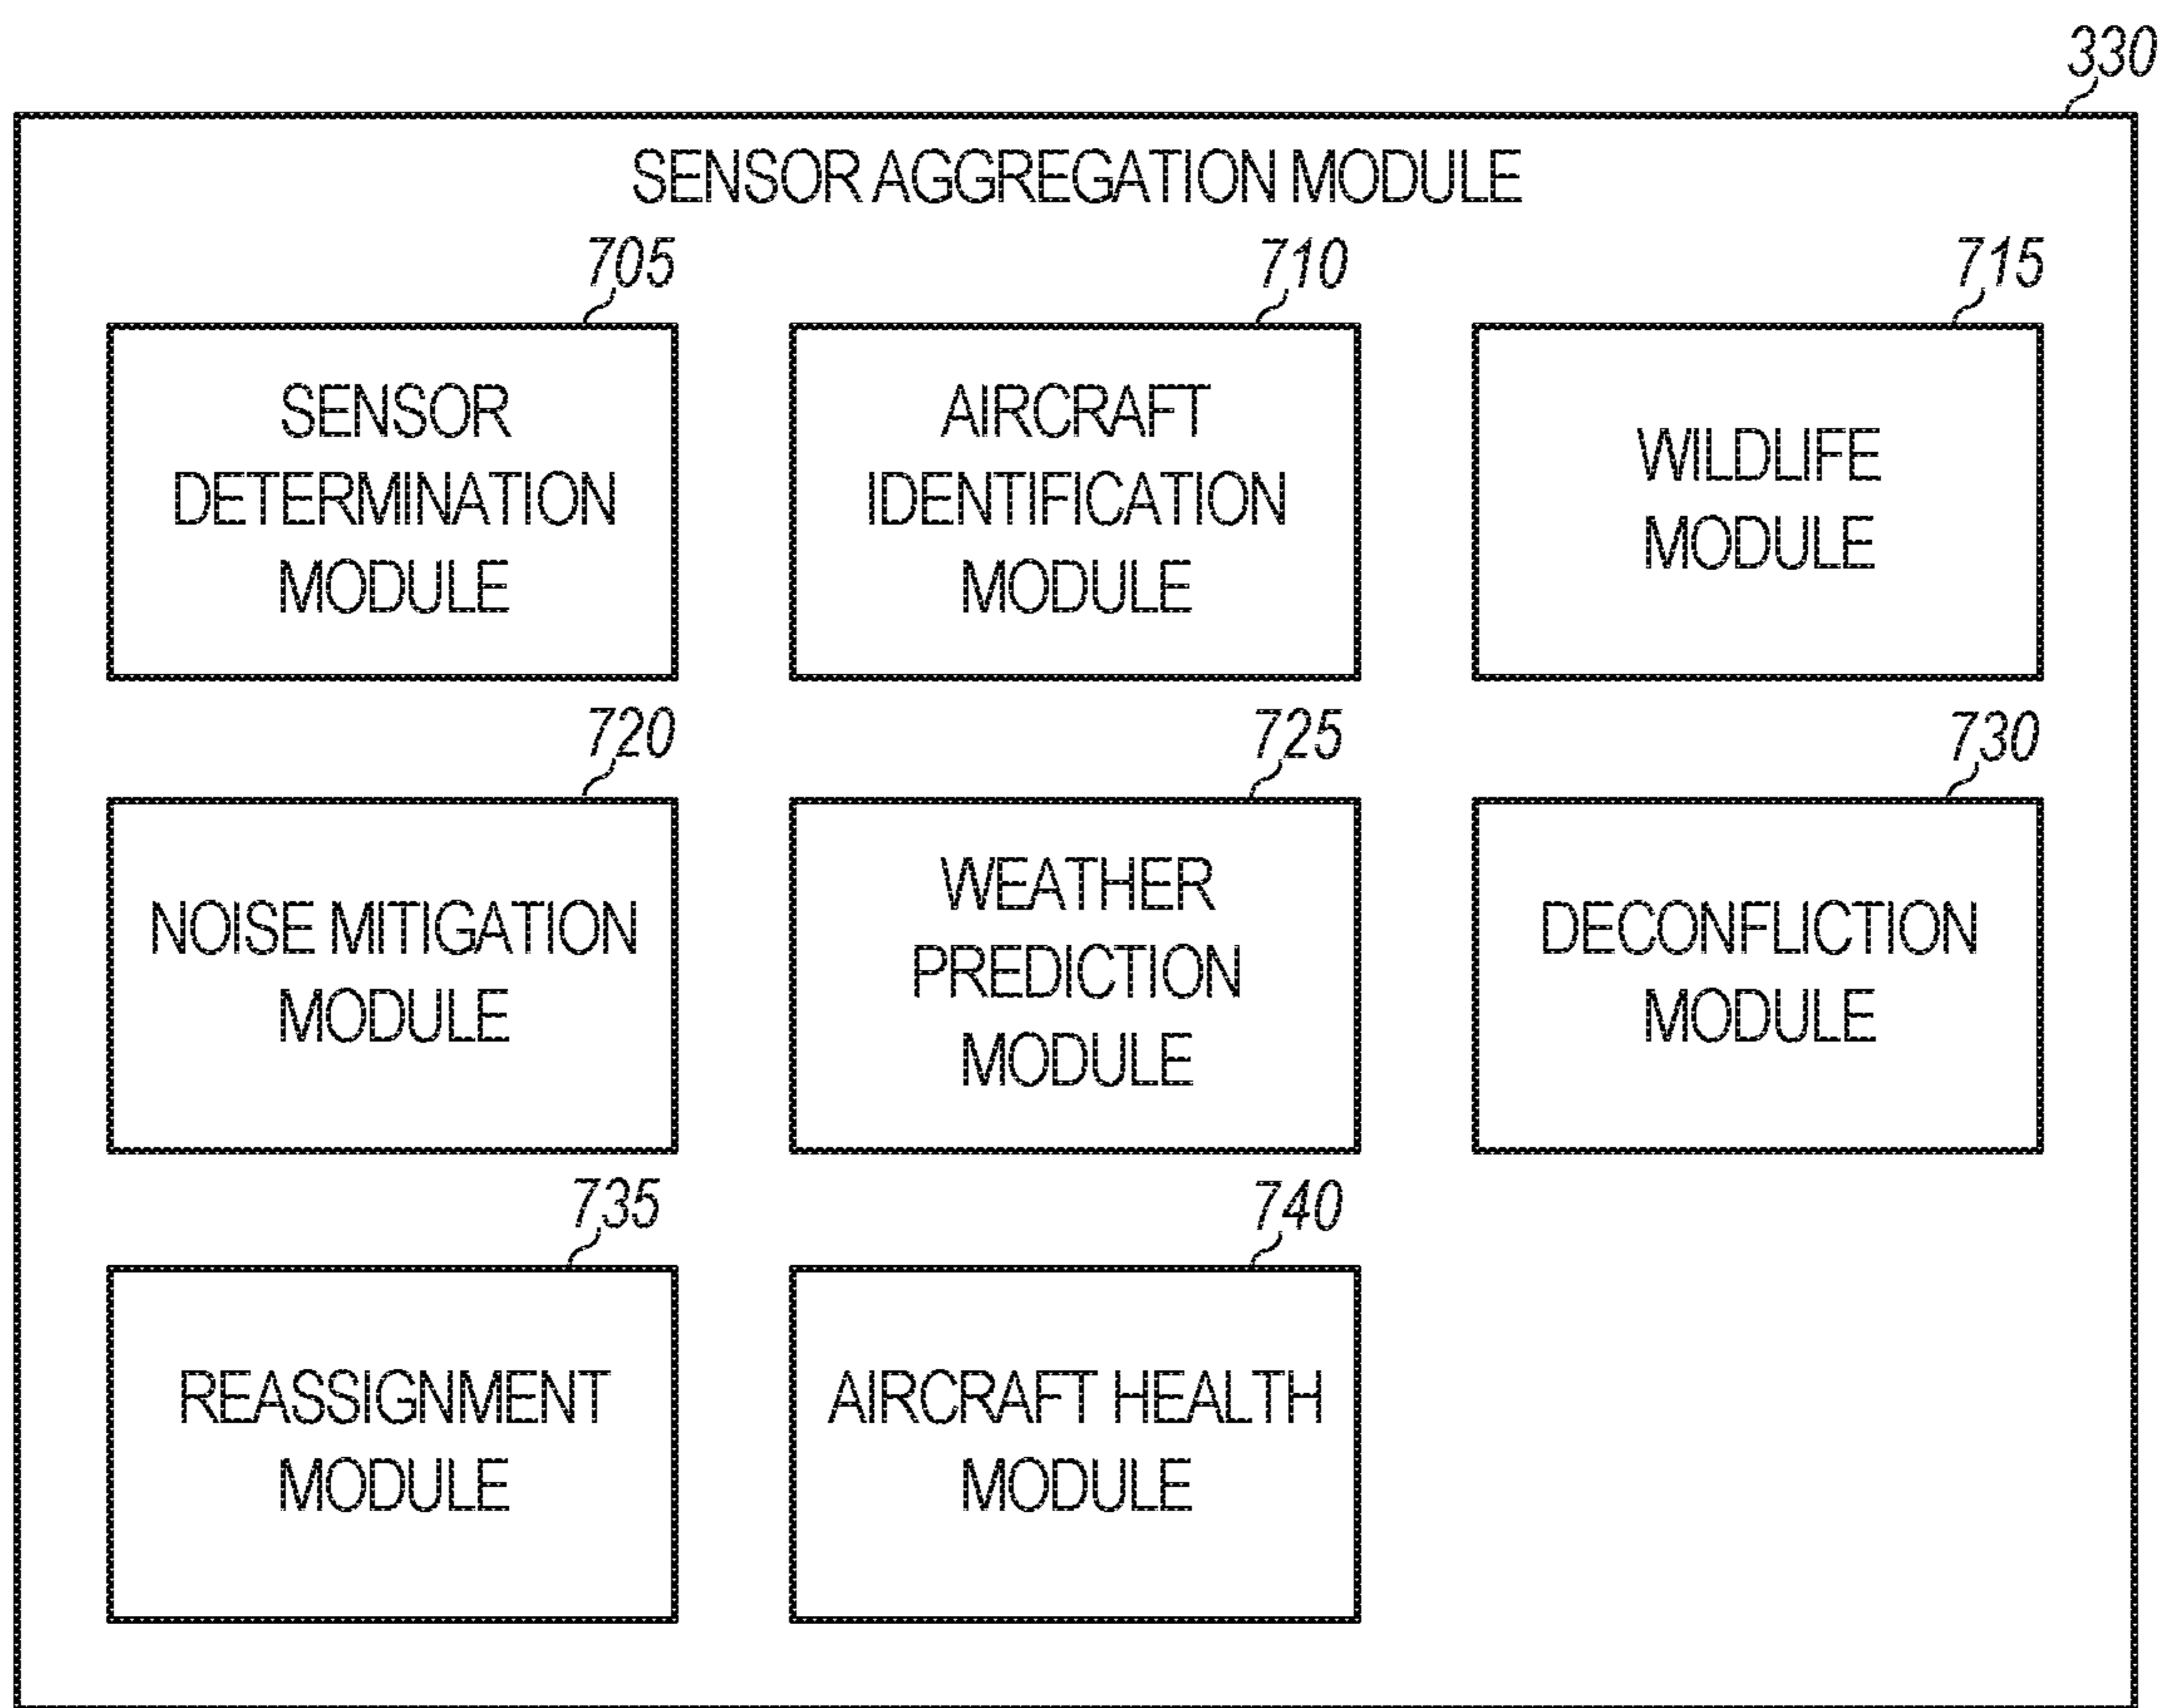 330
SENSOR AGGREGATION MODULE
705
SENSOR
DETERMINATION
MODULE
710
AIRCRAFT
IDENTIFICATION
MODULE
715
WILDLIFE
MODULE
720
NOISE MITIGATION
MODULE
725
WEATHER
PREDICTION
MODULE
730
DECONFLICTION
MODULE
735
REASSIGNMENT
MODULE
740
AIRCRAFT HEALTH
MODULE